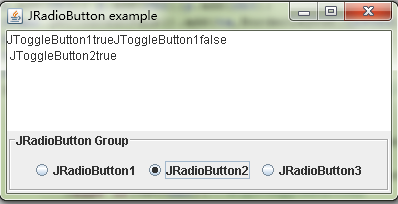 JRadioButton example
JToggleButton1trueJToggleButton1false
JToggleButton2true
JRadioButton Group
JRadioButton1 JRadioButton2 JRadioButton3